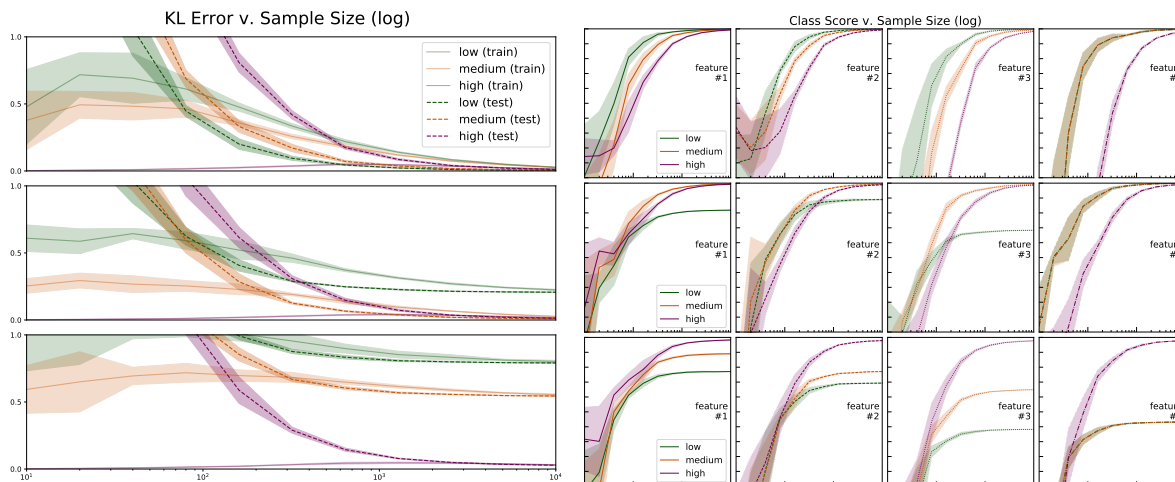 KL Error v. Sample Size (log)
1.0
0.5
0.0
low (train)
medium (train)
high (train)
low (test)
medium (test)
high (test)
1.0
0.5
0.0
1.0
0.5
0.0
10¹
10²
10³
10⁴
Class Score v. Sample Size (log)
feature
#1
low
medium
high
feature
#2
feature
#3
feature
feature
#1
low
medium
high
feature
#2
feature
#3
feature
feature
#1
low
medium
high
feature
#2
feature
#3
feature